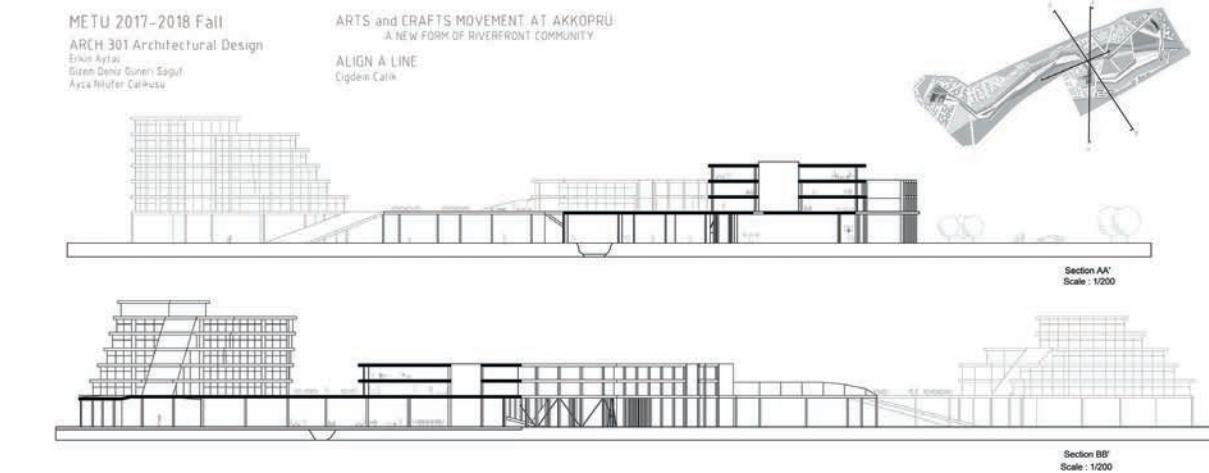 METU 2017-2018 Fall
ARCH 301 Architectural Design
Erkin Aytaç
Gizem Deniz Güneri Söğüt
Ayça Nilüfer Çalıkuşu
ARTS and CRAFTS MOVEMENT AT AKKÖPRÜ
A NEW FORM OF RIVERFRONT COMMUNITY
ALIGN A LINE
Çiğdem Çalık
Section AA'
Scale : 1/200
Section BB'
Scale : 1/200